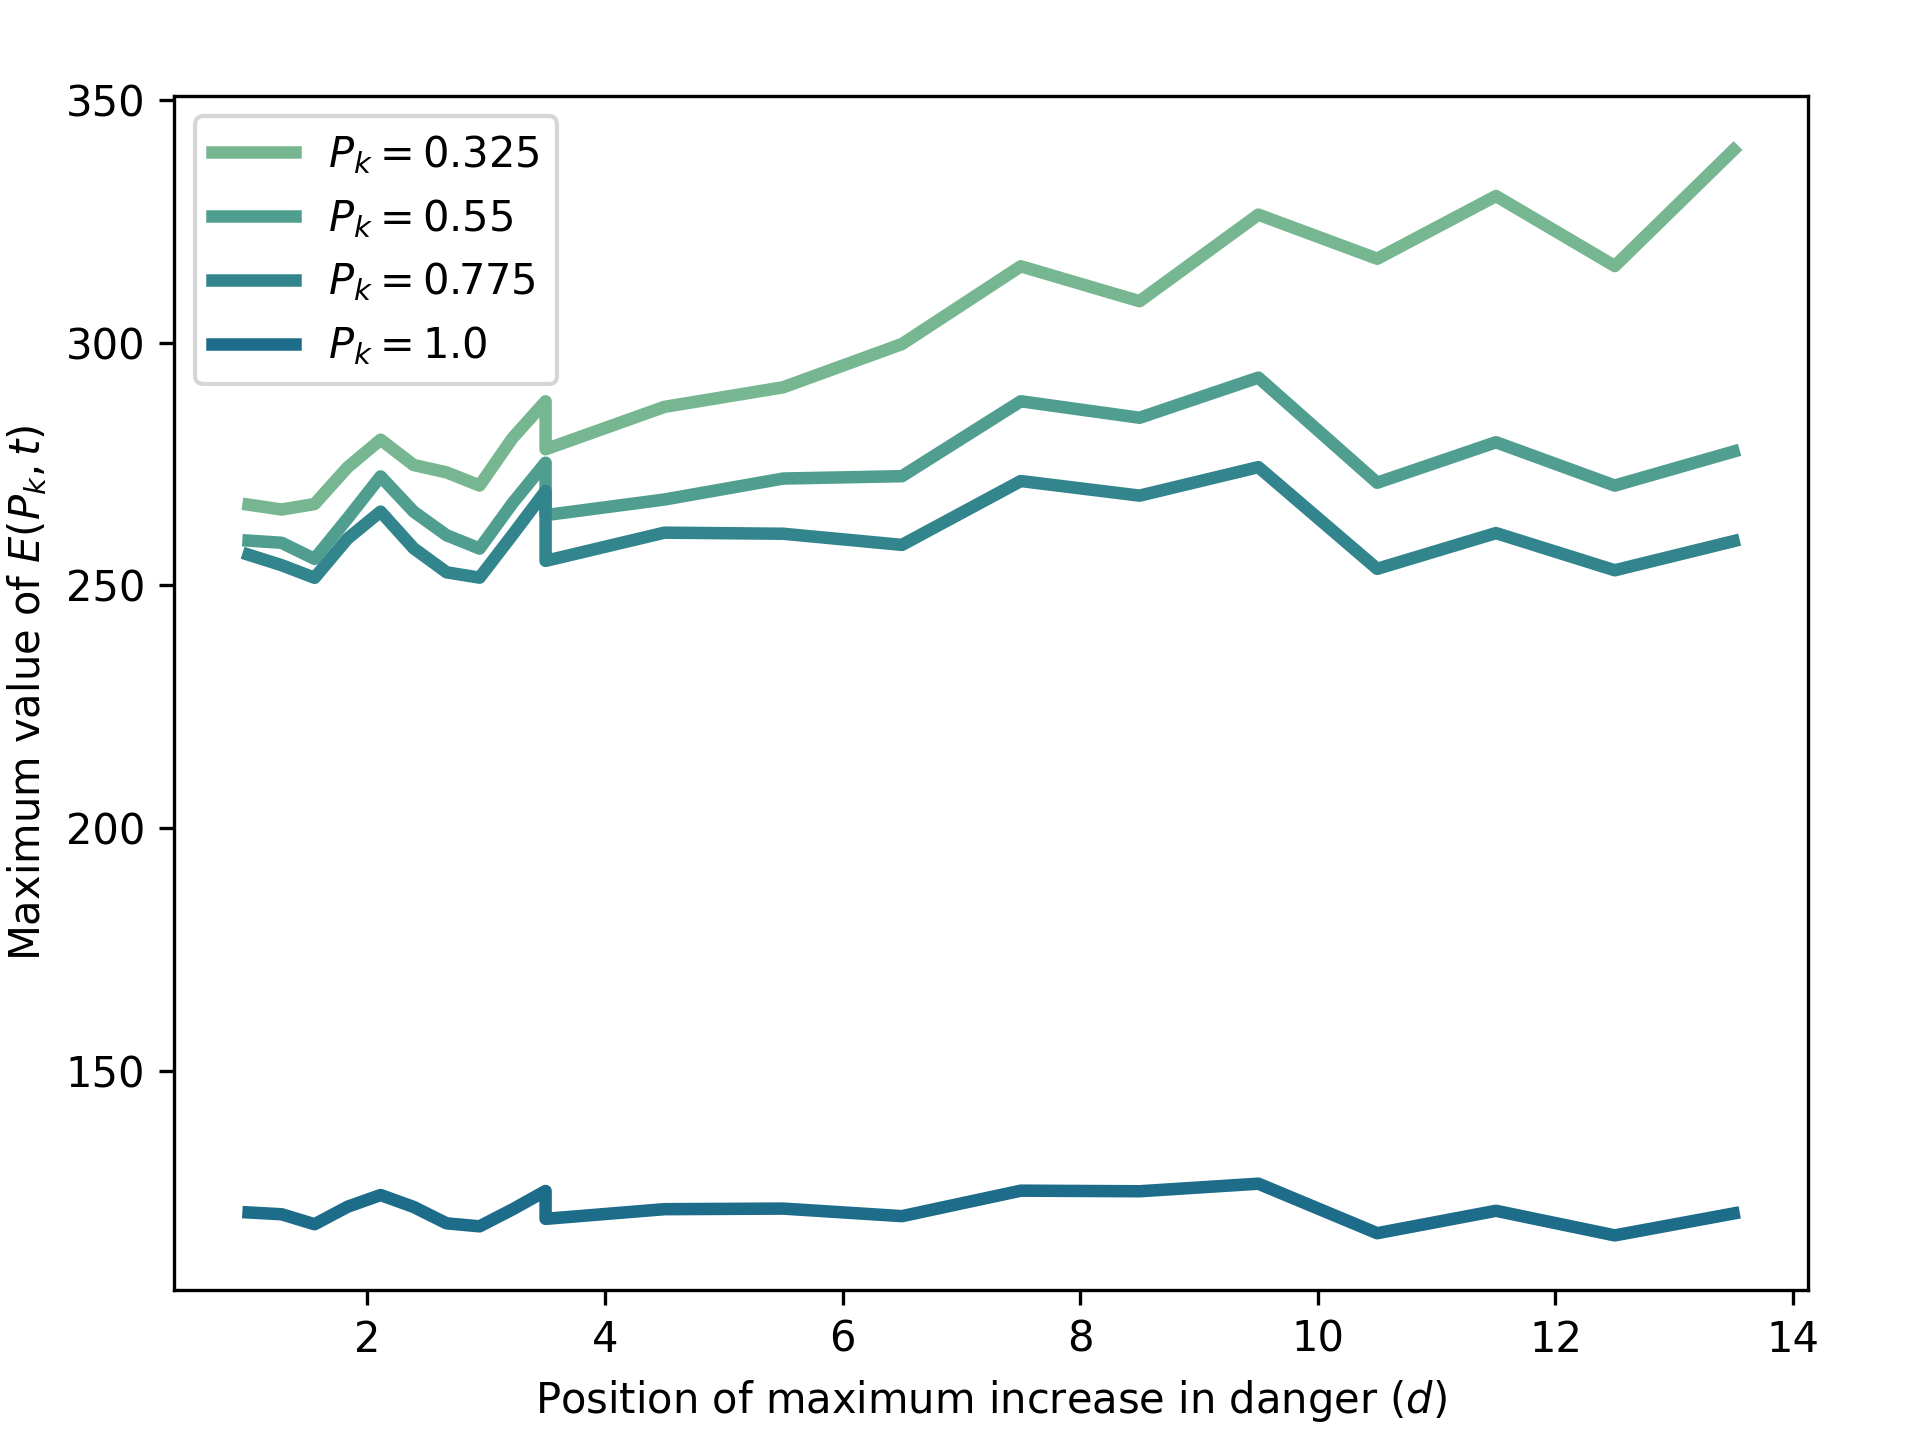 350
300
250
200
150
Maximum value of E(P_k, t)
P_k = 0.325
P_k = 0.55
P_k = 0.775
P_k = 1.0
2 4 6 8 10 12 14
Position of maximum increase in danger (d)